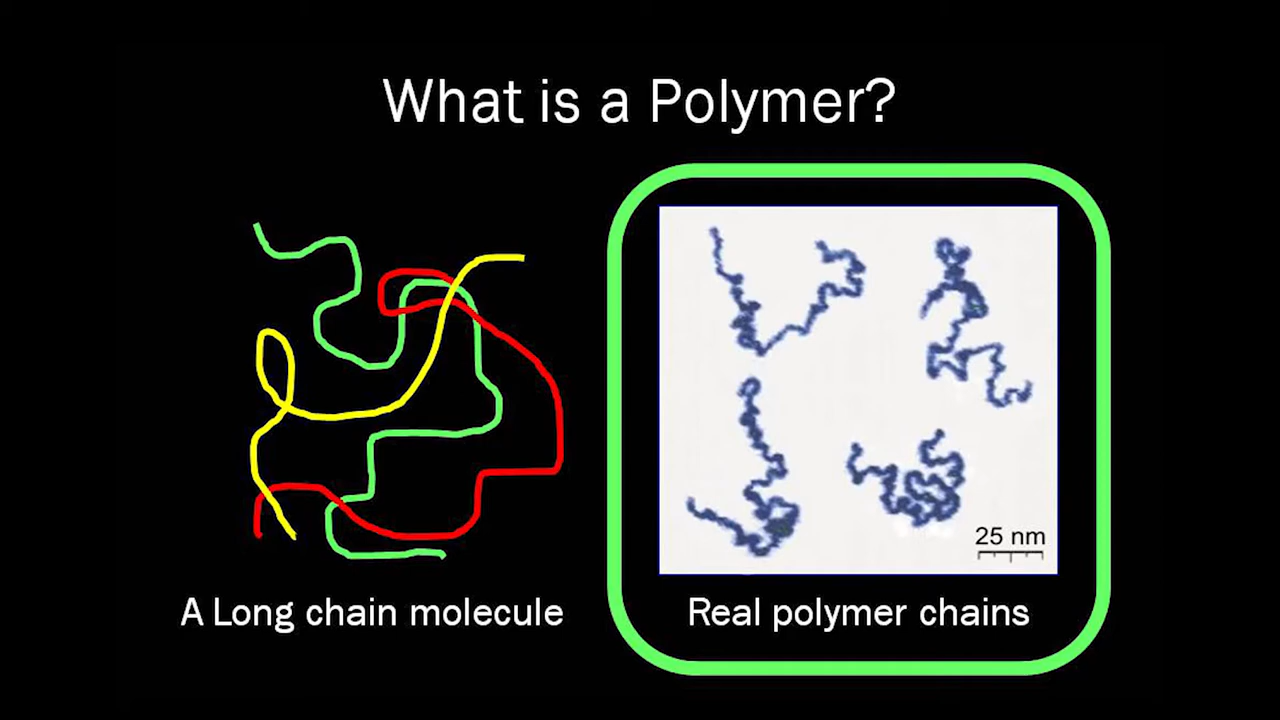 What is a Polymer?
25 nm
A Long chain molecule
Real polymer chains